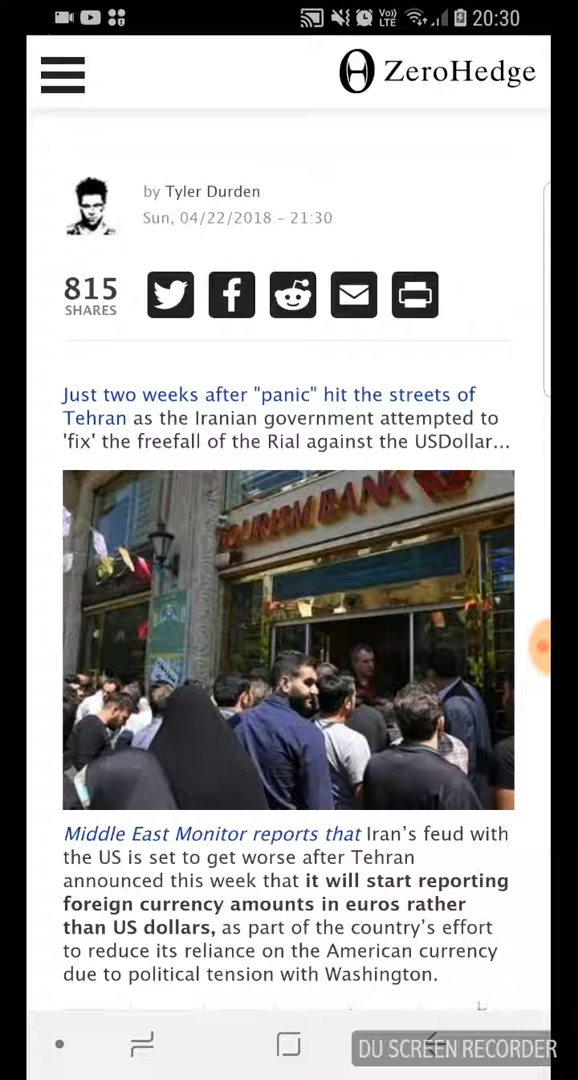 Vo))
LTE
20:30
ZeroHedge
by Tyler Durden
Sun, 04/22/2018 - 21:30
815
SHARES
Just two weeks after "panic" hit the streets of
Tehran as the Iranian government attempted to
'fix' the freefall of the Rial against the USDollar...
TOURISM BANK
Middle East Monitor reports that Iran's feud with
the US is set to get worse after Tehran
announced this week that it will start reporting
foreign currency amounts in euros rather
than US dollars, as part of the country's effort
to reduce its reliance on the American currency
due to political tension with Washington.
DU SCREEN RECORDER